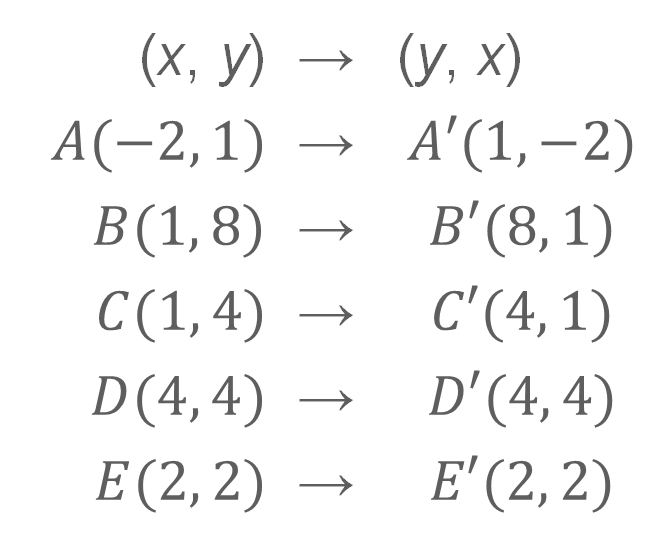 (x, y) → (y, x)
A(−2, 1) → A′(1, −2)
B(1, 8) → B′(8, 1)
C(1, 4) → C′(4, 1)
D(4, 4) → D′(4, 4)
E(2, 2) → E′(2, 2)